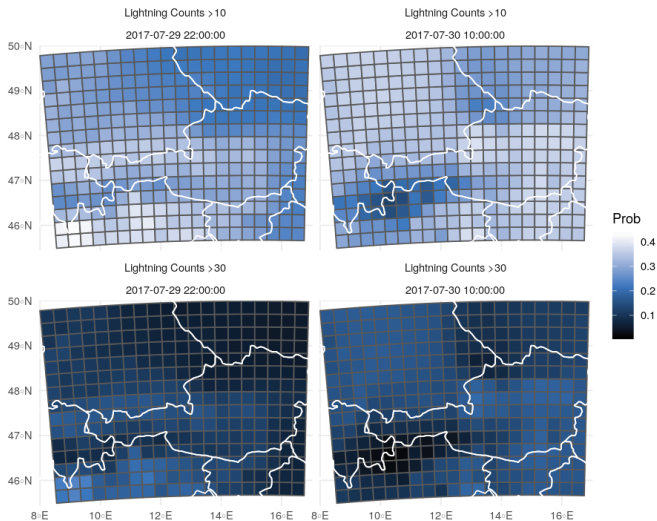 Lightning Counts >10
Lightning Counts >10
2017-07-29 22:00:00
2017-07-30 10:00:00
50°N
49°N
48°N
47°N
46°N
Prob
0.4
0.3
0.2
0.1
Lightning Counts >30
Lightning Counts >30
2017-07-29 22:00:00
2017-07-30 10:00:00
50°N
49°N
48°N
47°N
46°N
8°E 10°E 12°E 14°E 16°E
8°E 10°E 12°E 14°E 16°E